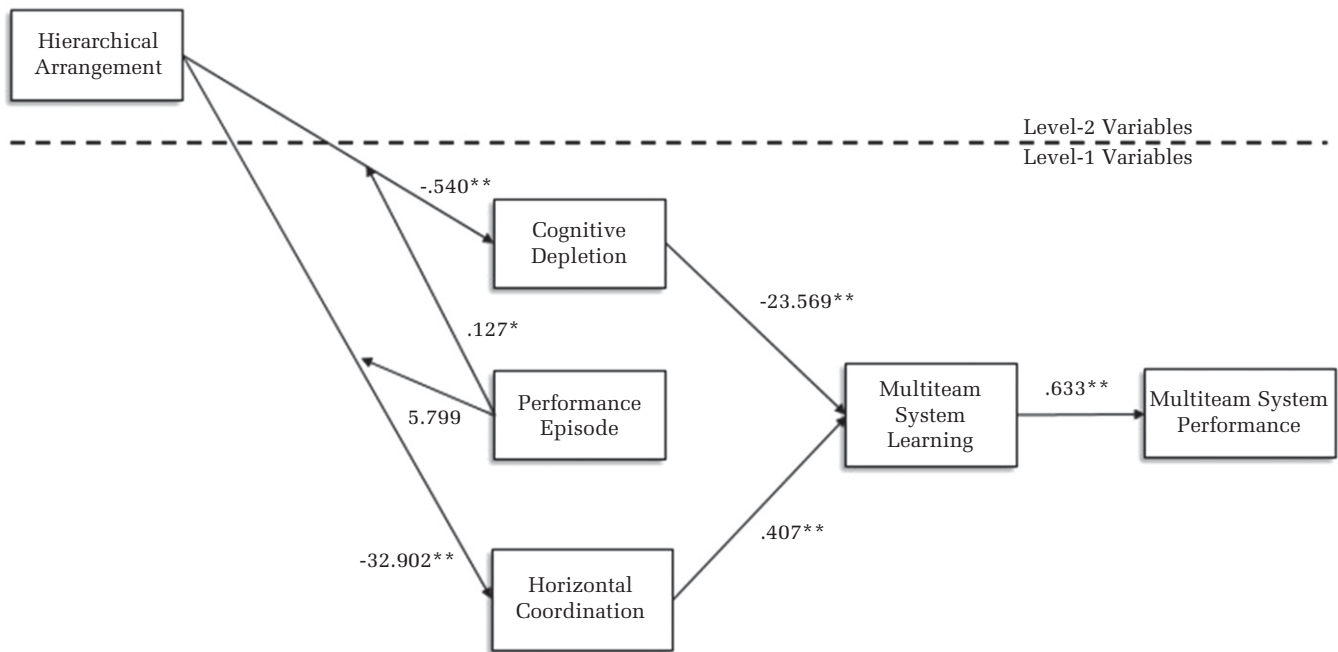 Hierarchical
Arrangement
Level-2 Variables
Level-1 Variables
-.540**
Cognitive
Depletion
-23.569**
.127*
Performance
Episode
5.799
Multiteam
System
Learning
.633**
Multiteam System
Performance
.407**
-32.902**
Horizontal
Coordination